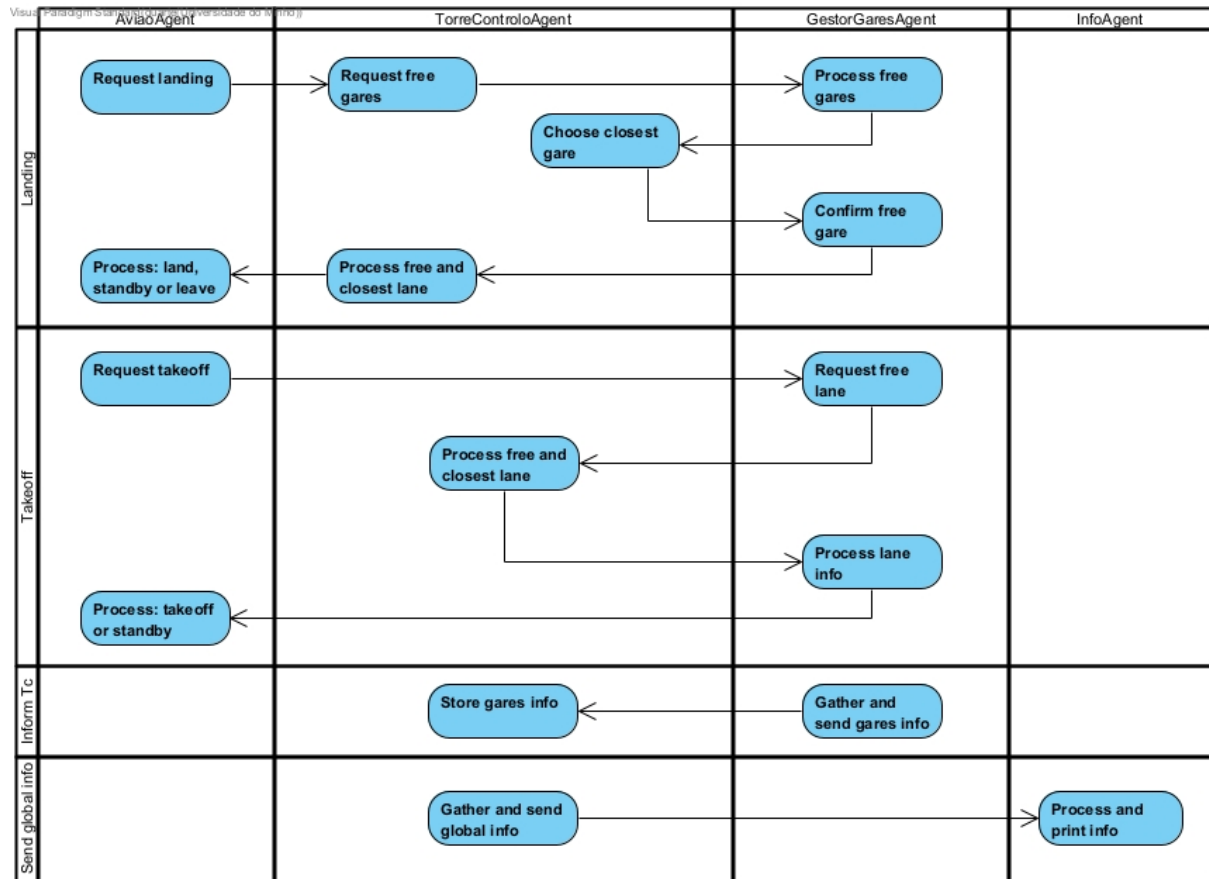 Visual Paradigm Standard
AviaoAgent
TorreControloAgent
GestorGaresAgent
InfoAgent
Landing
Request landing
Request free
gares
Process free
gares
Choose closest
gare
Confirm free
gare
Process: land,
standby or leave
Process free and
closest lane
Takeoff
Request takeoff
Request free
lane
Process free and
closest lane
Process lane
info
Process: takeoff
or standby
Inform Tc
Store gares info
Gather and
send gares info
Send global info
Gather and send
global info
Process and
print info